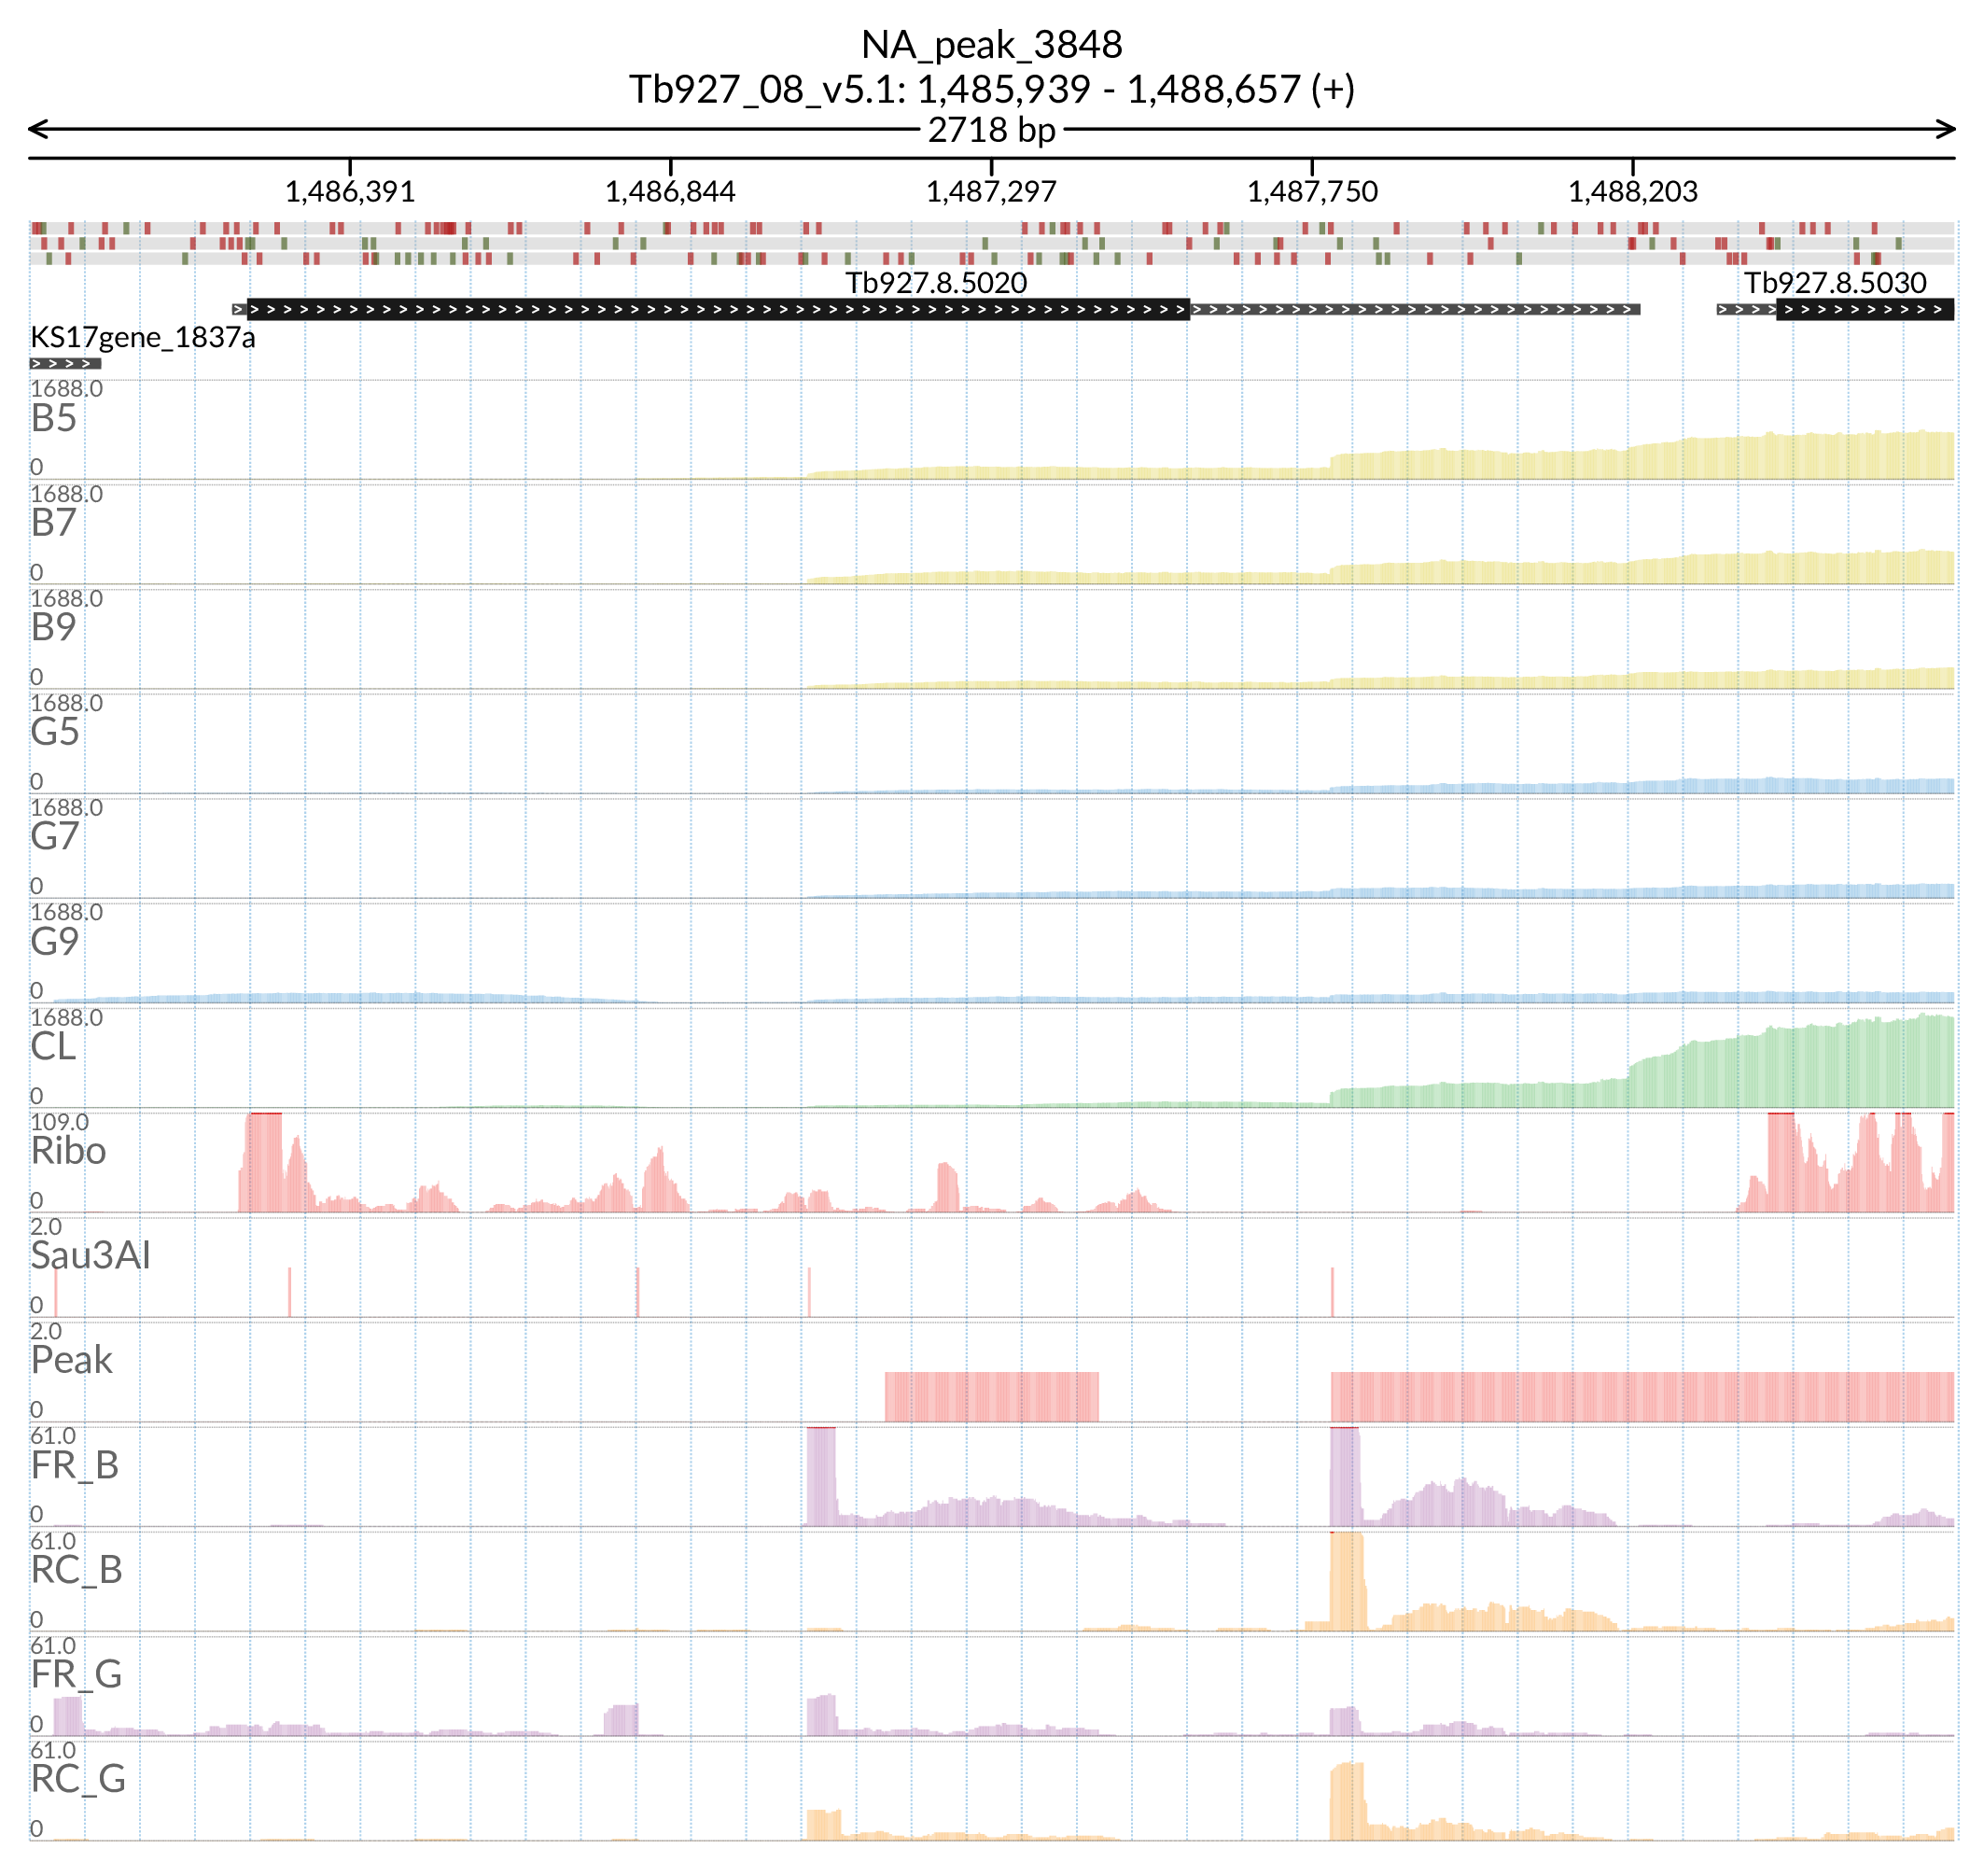 NA_peak_3848
Tb927_08_v5.1: 1,485,939 - 1,488,657 (+)
2718 bp
1,486,391 1,486,844 1,487,297 1,487,750 1,488,203
Tb927.8.5020 Tb927.8.5030
KS17gene_1837a
1688.0
B5
0
1688.0
B7
0
1688.0
B9
0
1688.0
G5
0
1688.0
G7
0
1688.0
G9
0
1688.0
CL
0
109.0
Ribo
0
2.0
Sau3AI
0
2.0
Peak
0
61.0
FR_B
0
61.0
RC_B
0
61.0
FR_G
0
61.0
RC_G
0